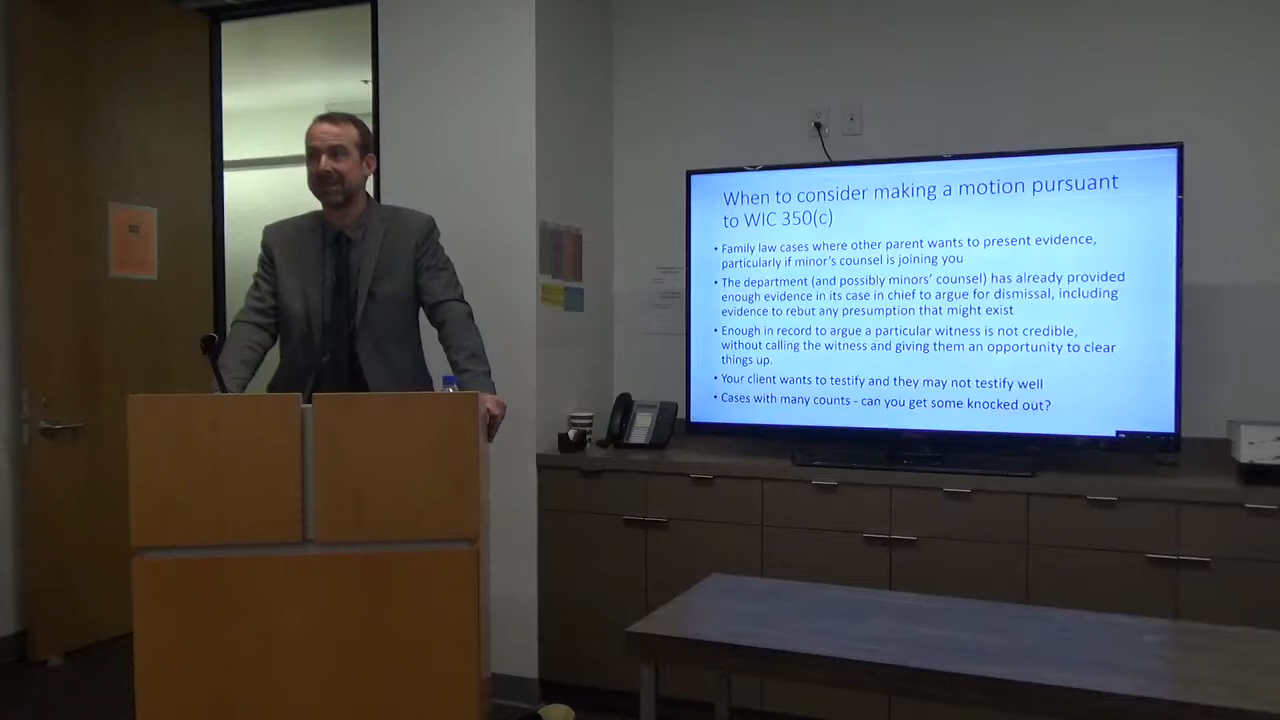 When to consider making a motion pursuant
to WIC 350(c)
• Family law cases where other parent wants to present evidence,
particularly if minor's counsel is joining you
• The department (and possibly minors' counsel) has already provided
enough evidence in its case in chief to argue for dismissal, including
evidence to rebut any presumption that might exist
• Enough in record to argue a particular witness is not credible,
without calling the witness and giving them an opportunity to clear
things up.
• Your client wants to testify and they may not testify well
• Cases with many counts - can you get some knocked out?